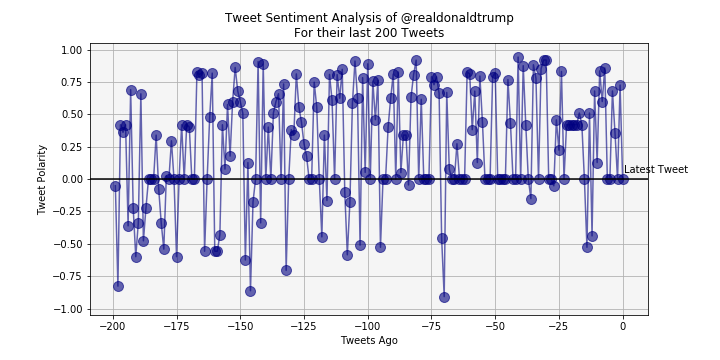 Tweet Sentiment Analysis of @realdonaldtrump
For their last 200 Tweets
1.00
0.75
0.50
0.25
0.00
−0.25
−0.50
−0.75
−1.00
Tweet Polarity
Latest Tweet
−200 −175 −150 −125 −100 −75 −50 −25 0
Tweets Ago